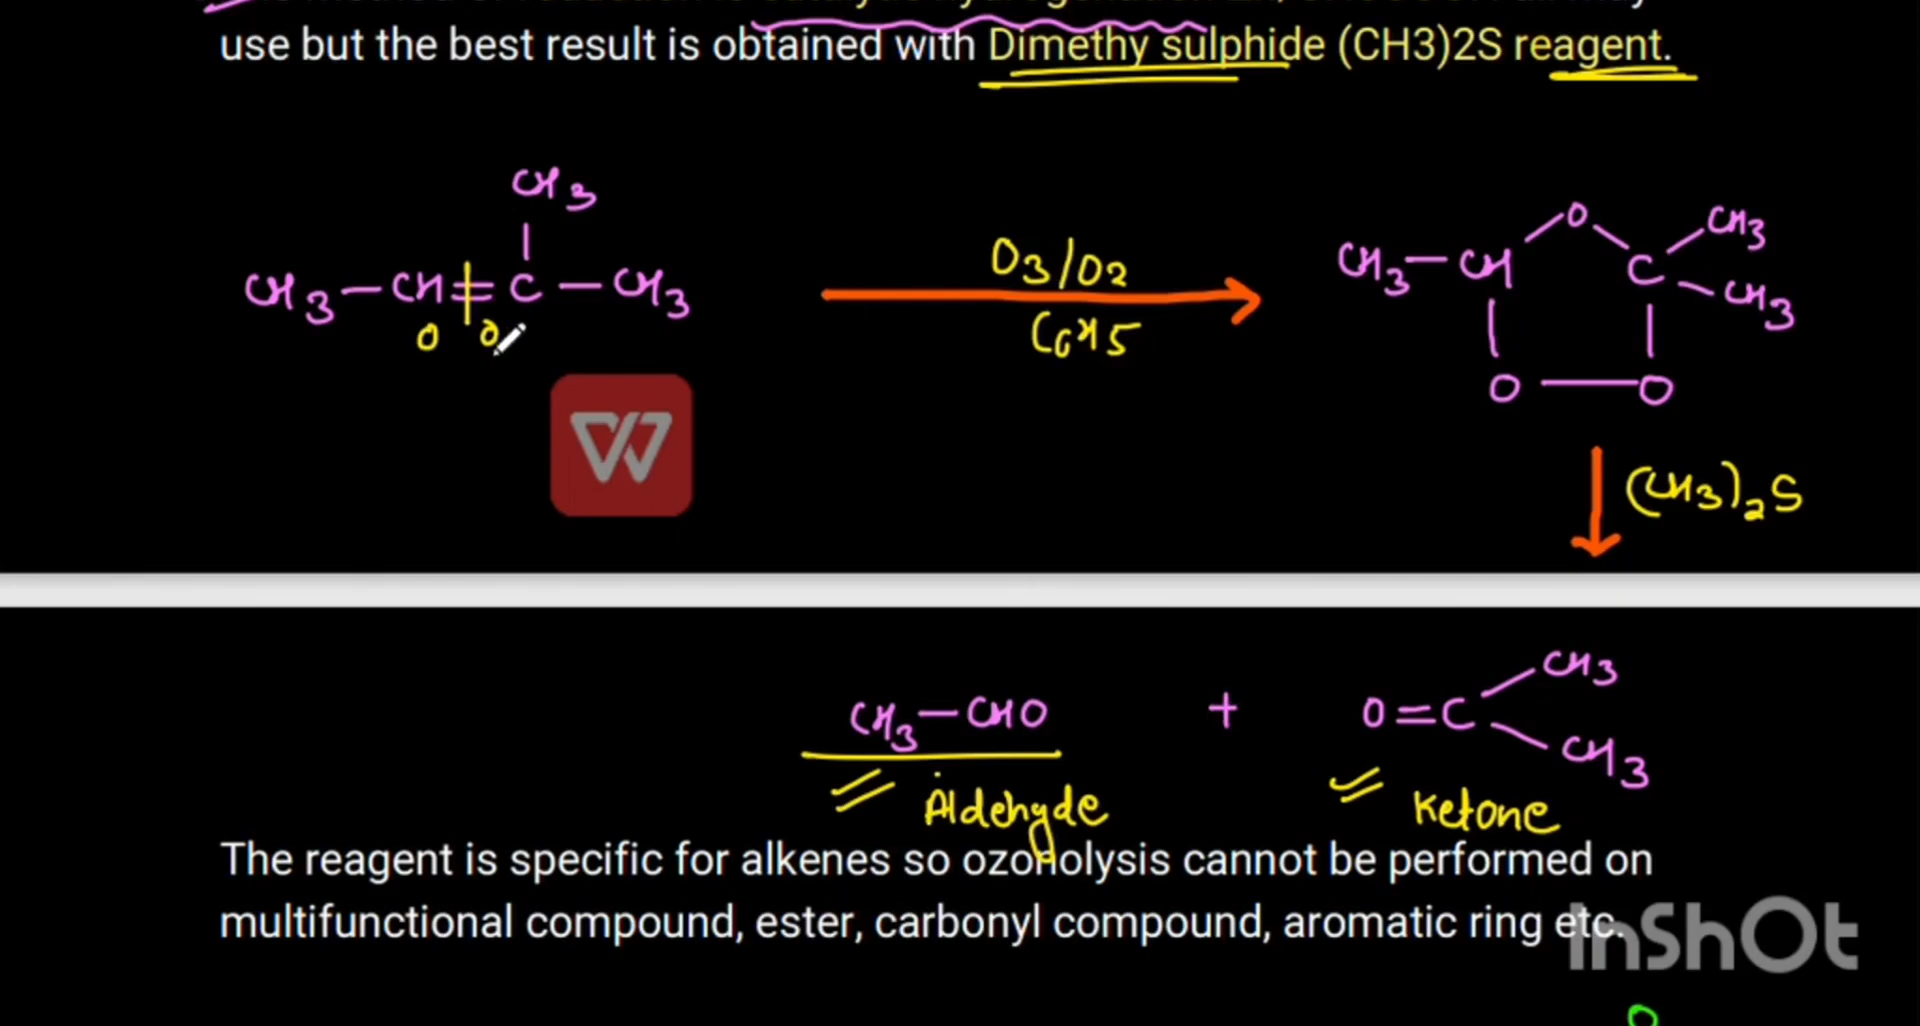 use but the best result is obtained with Dimethy sulphide (CH3)2S reagent.
CH3
CH3-CH=C-CH3
O O
O3/O2
C6H5
O
CH3-CH C CH3
CH3
O-O
(CH3)2S
CH3-CHO + O=C CH3
CH3
Aldehyde Ketone
The reagent is specific for alkenes so ozonolysis cannot be performed on
multifunctional compound, ester, carbonyl compound, aromatic ring etc.
InShOt